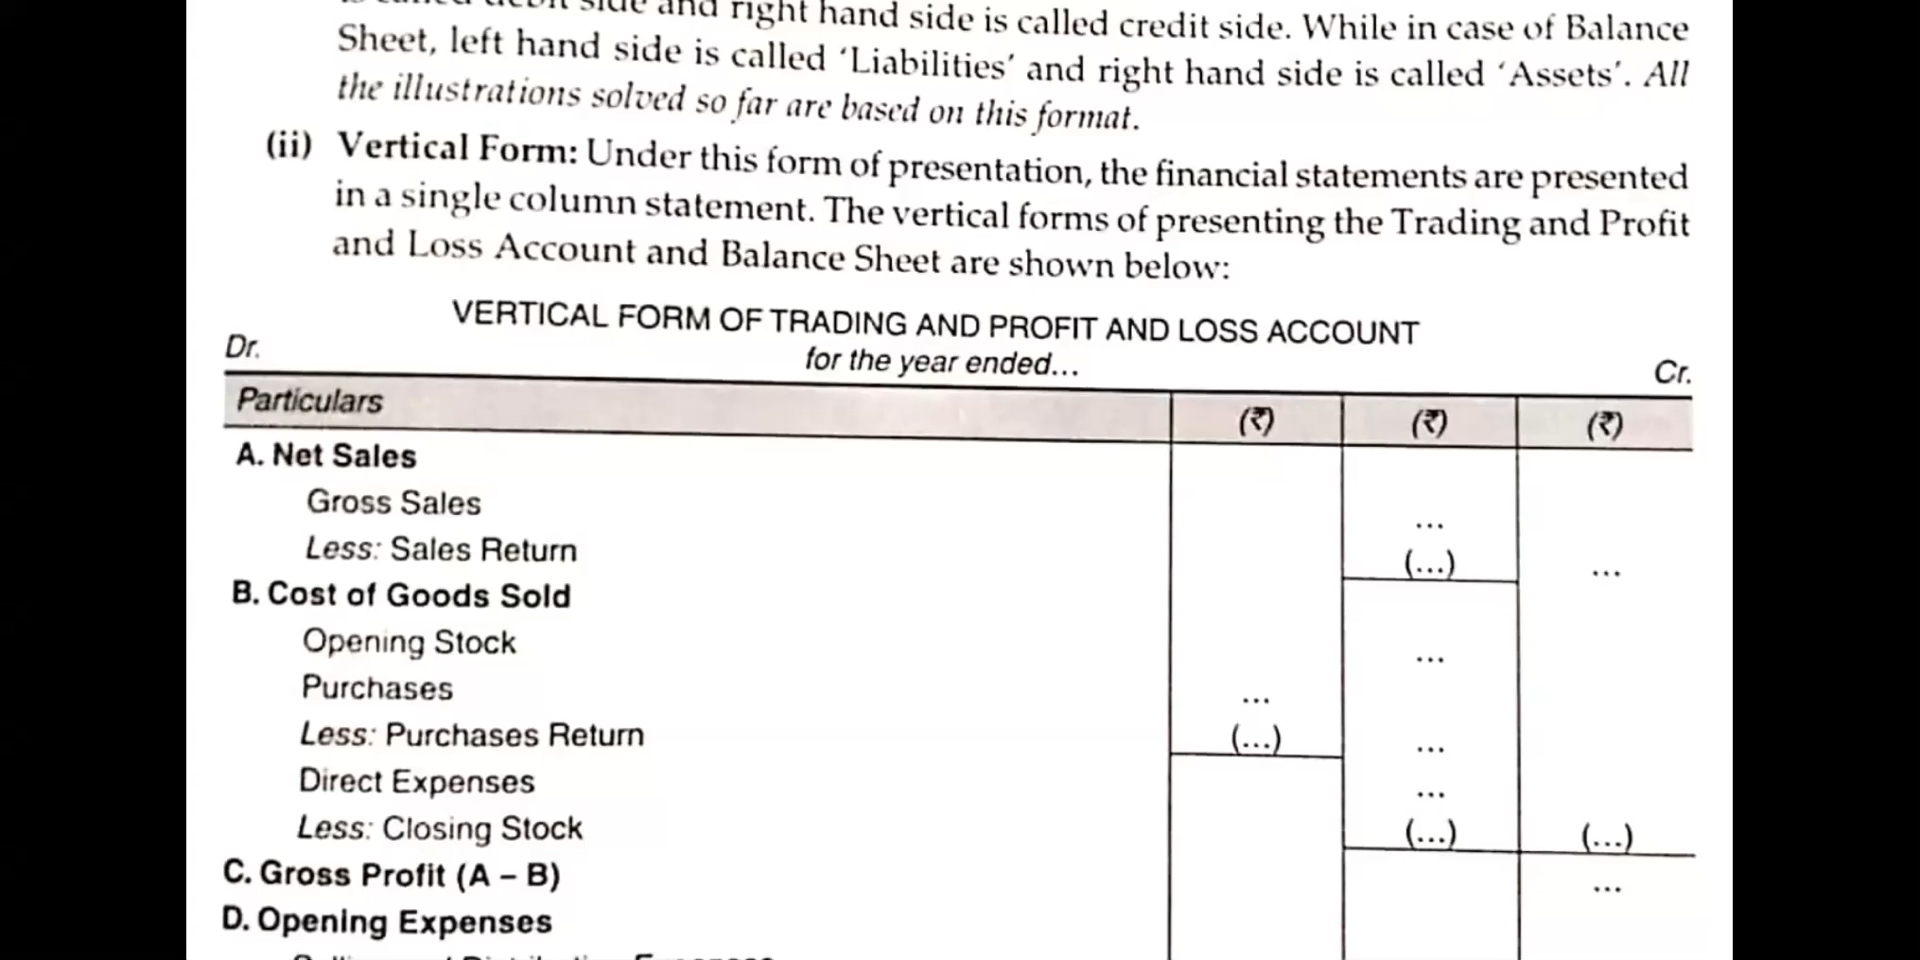 is called debit side and right hand side is called credit side. While in case of Balance
Sheet, left hand side is called ‘Liabilities’ and right hand side is called ‘Assets’. All
the illustrations solved so far are based on this format.
(ii) Vertical Form: Under this form of presentation, the financial statements are presented
in a single column statement. The vertical forms of presenting the Trading and Profit
and Loss Account and Balance Sheet are shown below:
VERTICAL FORM OF TRADING AND PROFIT AND LOSS ACCOUNT
Dr. for the year ended... Cr.
Particulars (₹) (₹) (₹)
A. Net Sales
Gross Sales ...
Less: Sales Return (...) ...
B. Cost of Goods Sold
Opening Stock ...
Purchases ...
Less: Purchases Return (...) ...
Direct Expenses ...
Less: Closing Stock (...) (...)
C. Gross Profit (A – B) ...
D. Opening Expenses